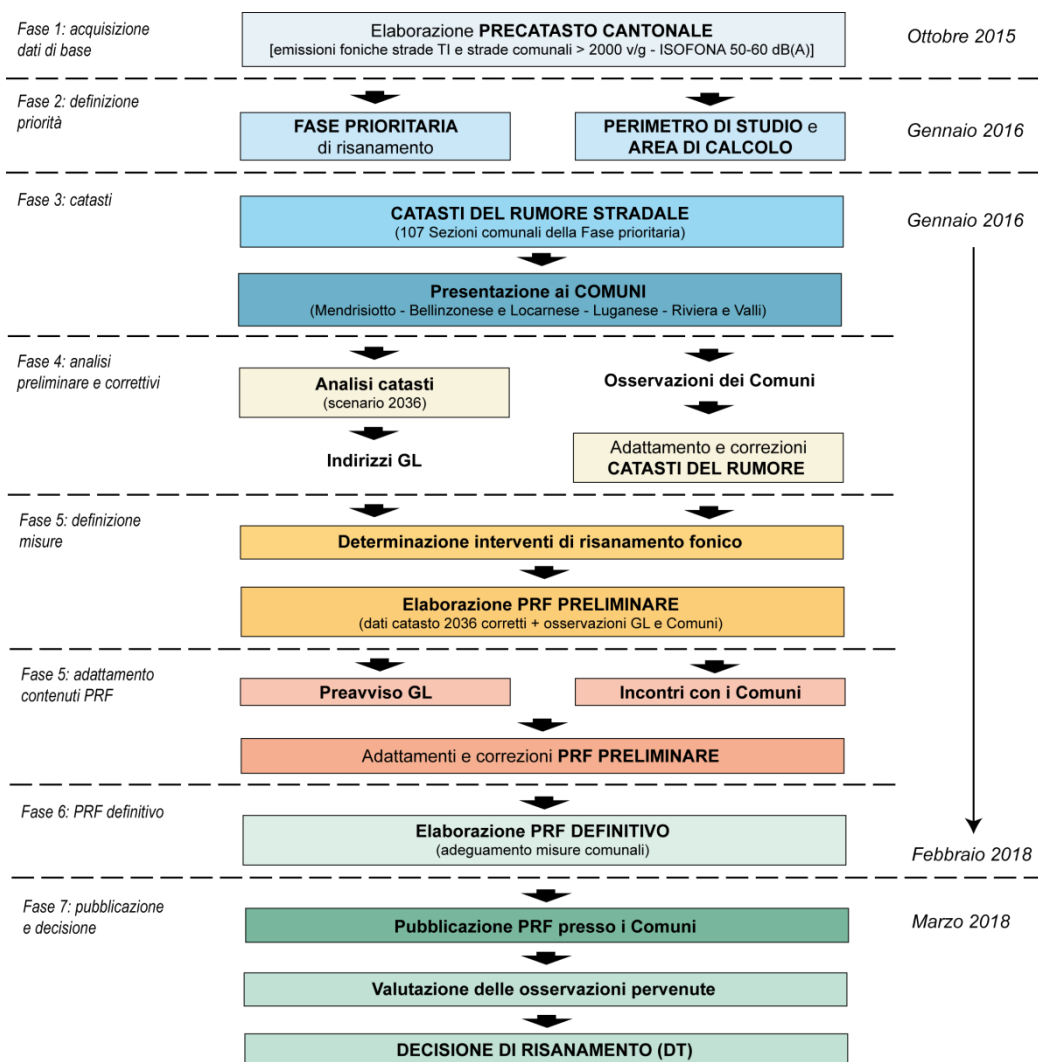 Fase 1: acquisizione
dati di base
Elaborazione PRECATASTO CANTONALE
[emissioni foniche strade TI e strade comunali > 2000 v/g - ISOFONA 50-60 dB(A)]
Ottobre 2015
Fase 2: definizione
priorità
FASE PRIORITARIA
di risanamento
PERIMETRO DI STUDIO e
AREA DI CALCOLO
Gennaio 2016
Fase 3: catasti
CATASTI DEL RUMORE STRADALE
(107 Sezioni comunali della Fase prioritaria)
Gennaio 2016
Presentazione ai COMUNI
(Mendrisiotto - Bellinzonese e Locarnese - Luganese - Riviera e Valli)
Fase 4: analisi
preliminare e correttivi
Analisi catasti
(scenario 2036)
Osservazioni dei Comuni
Indirizzi GL
Adattamento e correzioni
CATASTI DEL RUMORE
Fase 5: definizione
misure
Determinazione interventi di risanamento fonico
Elaborazione PRF PRELIMINARE
(dati catasto 2036 corretti + osservazioni GL e Comuni)
Fase 5: adattamento
contenuti PRF
Preavviso GL
Incontri con i Comuni
Adattamenti e correzioni PRF PRELIMINARE
Fase 6: PRF definitivo
Elaborazione PRF DEFINITIVO
(adeguamento misure comunali)
Febbraio 2018
Fase 7: pubblicazione
e decisione
Pubblicazione PRF presso i Comuni
Marzo 2018
Valutazione delle osservazioni pervenute
DECISIONE DI RISANAMENTO (DT)